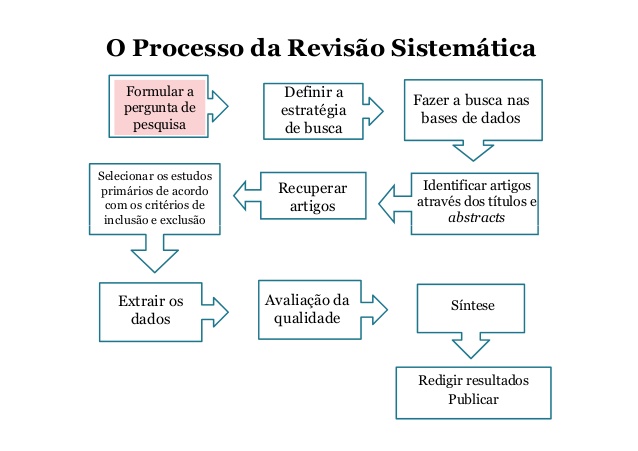 O Processo da Revisão Sistemática
Formular a
pergunta de
pesquisa
Definir a
estratégia
de busca
Fazer a busca nas
bases de dados
Identificar artigos
através dos títulos e
abstracts
Recuperar
artigos
Selecionar os estudos
primários de acordo
com os critérios de
inclusão e exclusão
Extrair os
dados
Avaliação da
qualidade
Síntese
Redigir resultados
Publicar